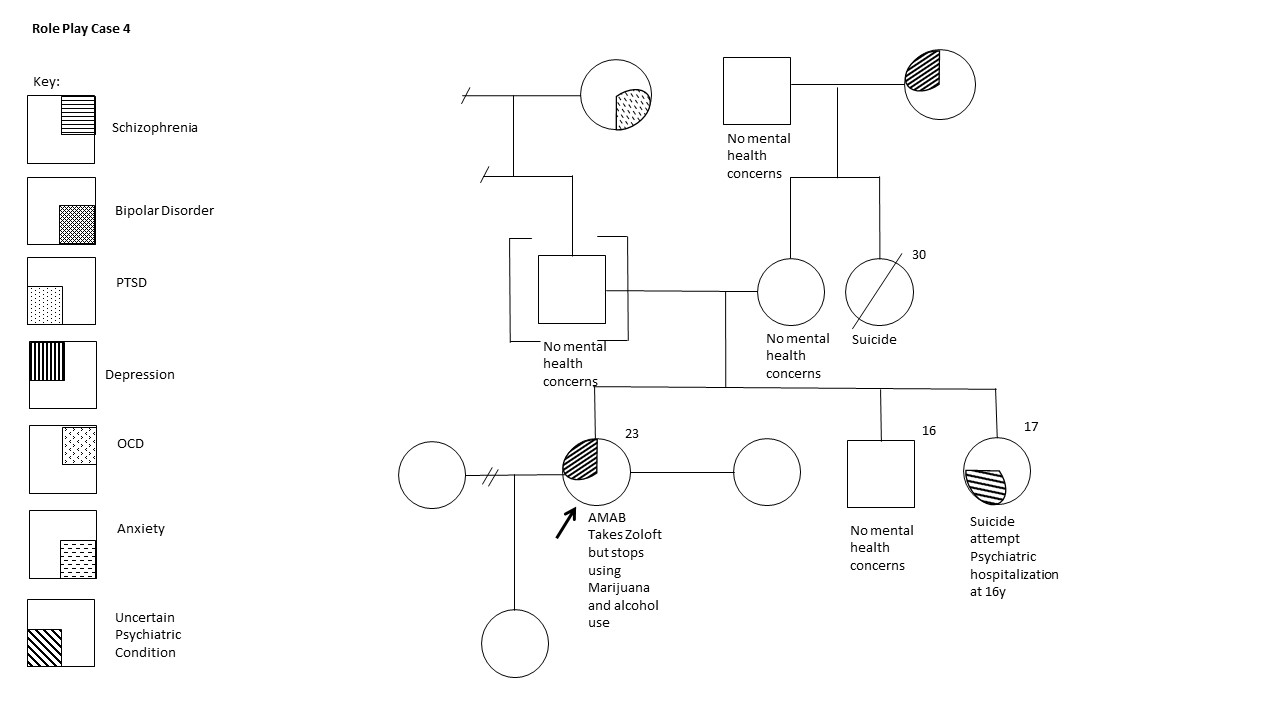 Role Play Case 4
Key:
Schizophrenia
Bipolar Disorder
PTSD
Depression
OCD
Anxiety
Uncertain
Psychiatric
Condition
No mental
health
concerns
30
No mental
health
concerns
No mental
health
concerns
Suicide
23
16
17
AMAB
Takes Zoloft
but stops
using
Marijuana
and alcohol
use
No mental
health
concerns
Suicide
attempt
Psychiatric
hospitalization
at 16y